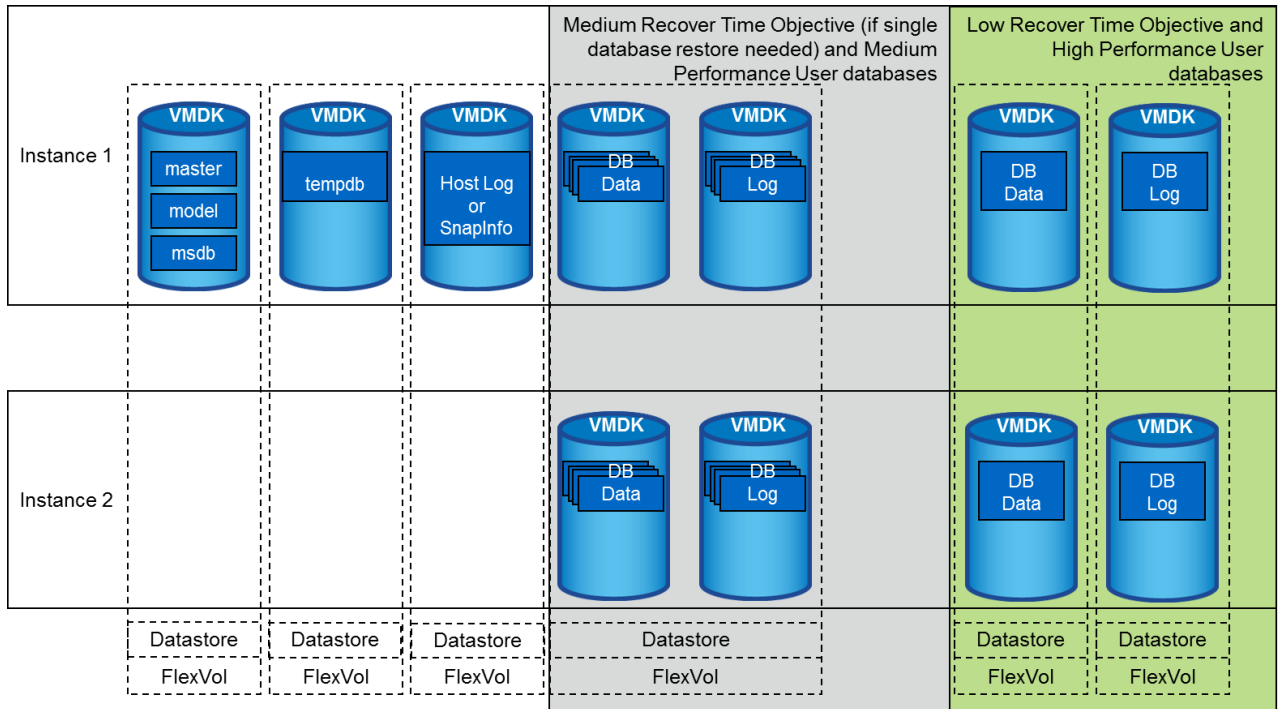 Medium Recover Time Objective (if single
database restore needed) and Medium
Performance User databases
Low Recover Time Objective and
High Performance User
databases
Instance 1
VMDK
master
model
msdb
VMDK
tempdb
VMDK
Host Log
or
SnapInfo
VMDK
DB
Data
VMDK
DB
Log
VMDK
DB
Data
VMDK
DB
Log
Instance 2
VMDK
DB
Data
VMDK
DB
Log
VMDK
DB
Data
VMDK
DB
Log
Datastore
Datastore
Datastore
Datastore
Datastore
Datastore
FlexVol
FlexVol
FlexVol
FlexVol
FlexVol
FlexVol